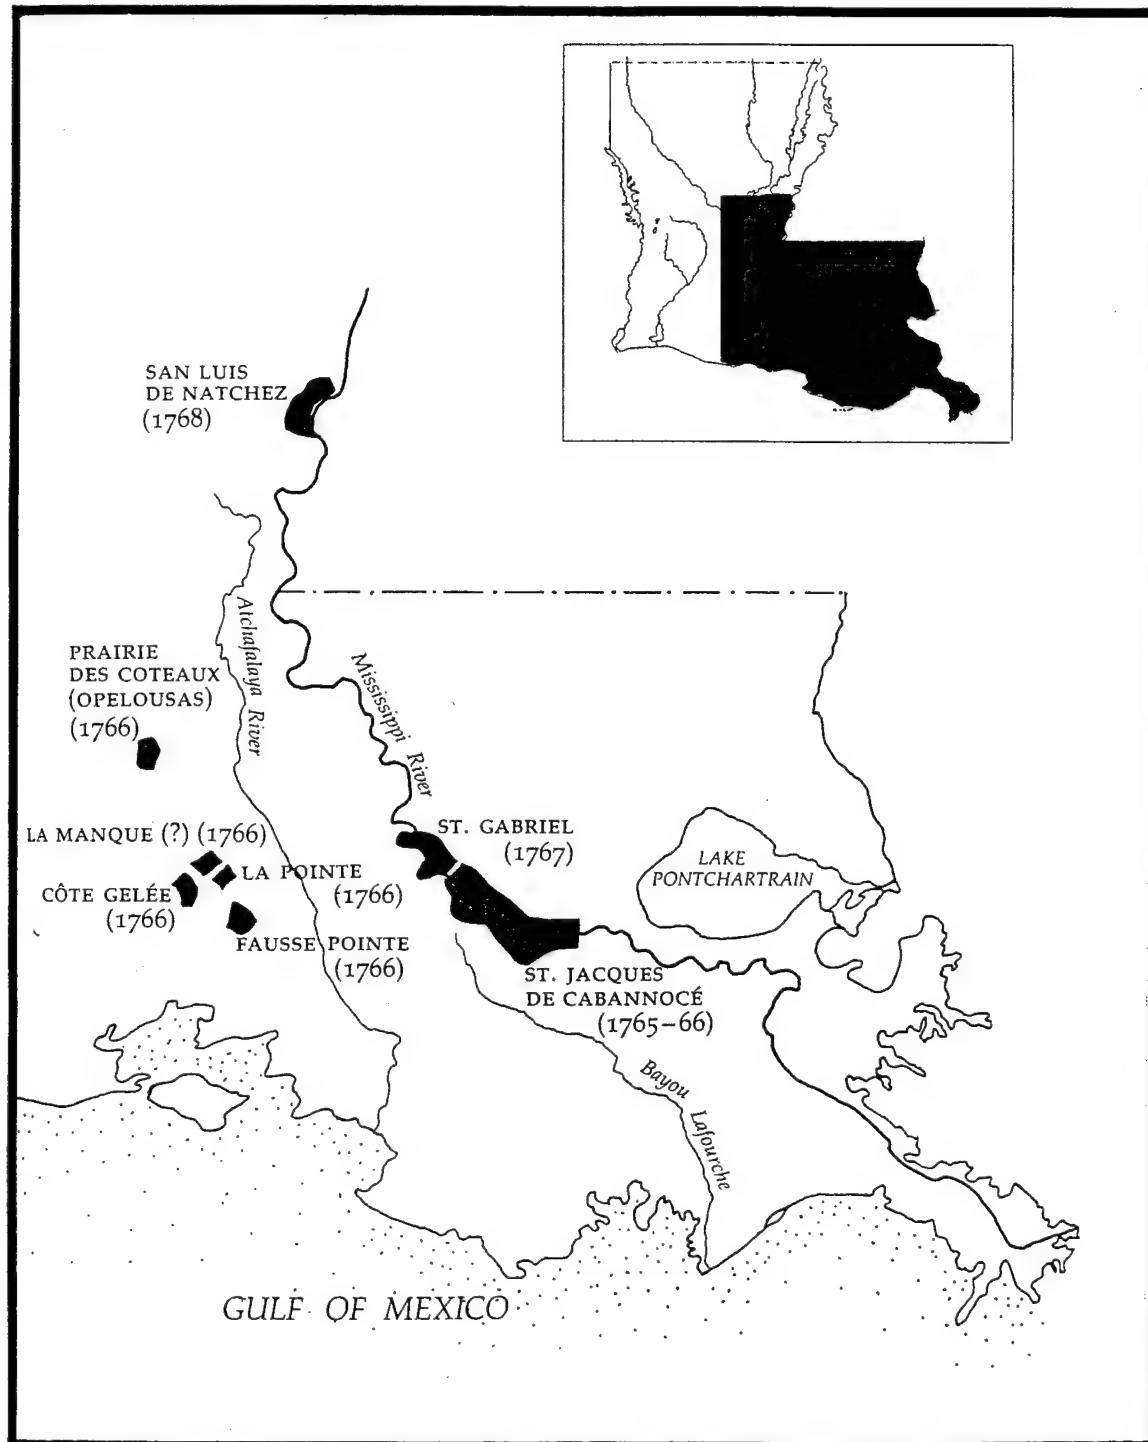 SAN LUIS
DE NATCHEZ
(1768)
Atchafalaya River
PRAIRIE
DES COTEAUX
(OPELOUSAS)
(1766)
Mississippi River
LA MANQUE (?) (1766)
ST. GABRIEL
(1767)
LA POINTE
(1766)
CÔTE GELÉE
(1766)
FAUSSE POINTE
(1766)
LAKE
PONTCHARTRAIN
ST. JACQUES
DE CABANNOCÉ
(1765–66)
Bayou Lafourche
GULF OF MEXICO